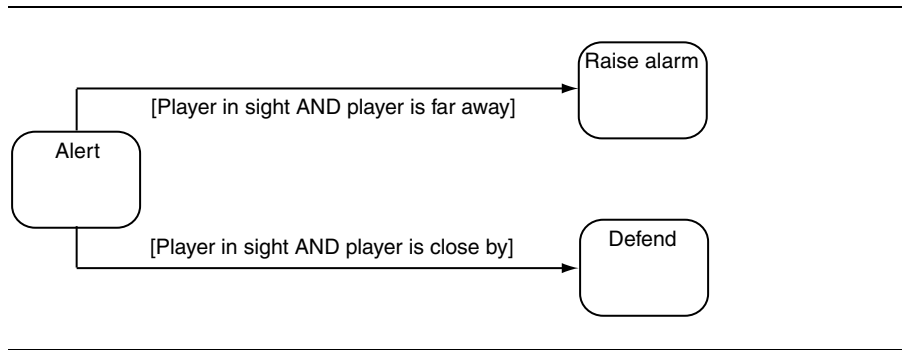 Raise alarm
[Player in sight AND player is far away]
Alert
[Player in sight AND player is close by]
Defend